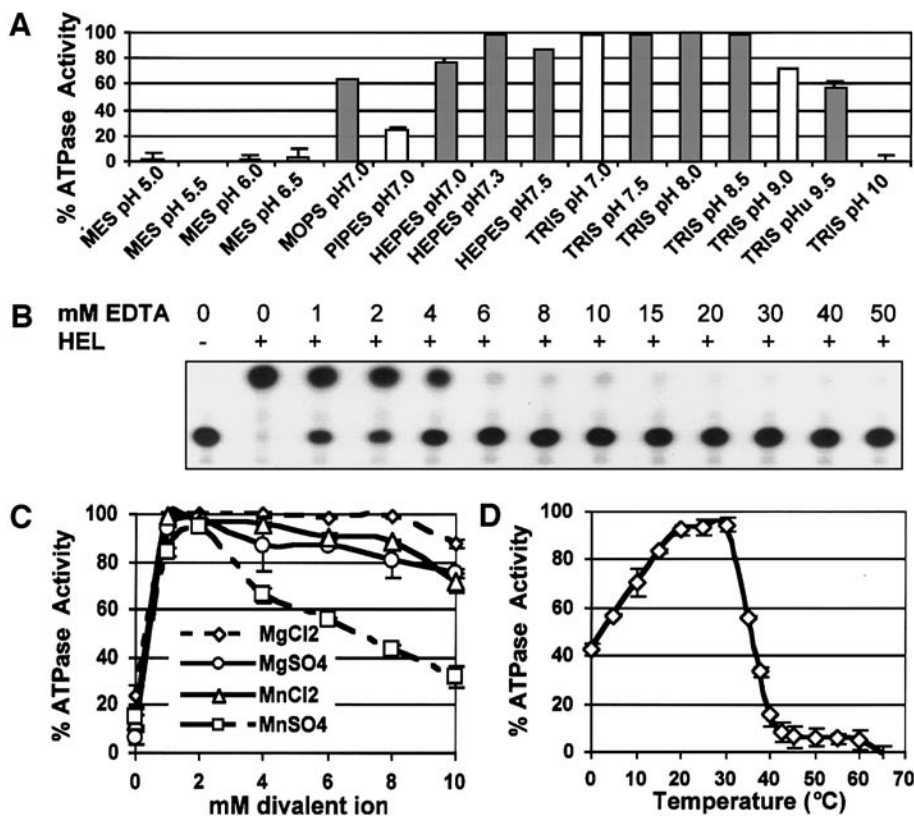 A
% ATPase Activity
100
80
60
40
20
0
MES pH 5.0
MES pH 5.5
MES pH 6.0
MES pH 6.5
MOPS pH7.0
PIPES pH7.0
HEPES pH7.0
HEPES pH7.3
HEPES pH7.5
TRIS pH 7.0
TRIS pH 7.5
TRIS pH 8.0
TRIS pH 8.5
TRIS pH 9.0
TRIS pHu 9.5
TRIS pH 10
B
mM EDTA 0 0 1 2 4 6 8 10 15 20 30 40 50
HEL - + + + + + + + + + + + +
C
% ATPase Activity
100
80
60
40
20
0
MgCl2
MgSO4
MnCl2
MnSO4
0 2 4 6 8 10
mM divalent ion
D
% ATPase Activity
100
80
60
40
20
0
0 10 20 30 40 50 60 70
Temperature (°C)